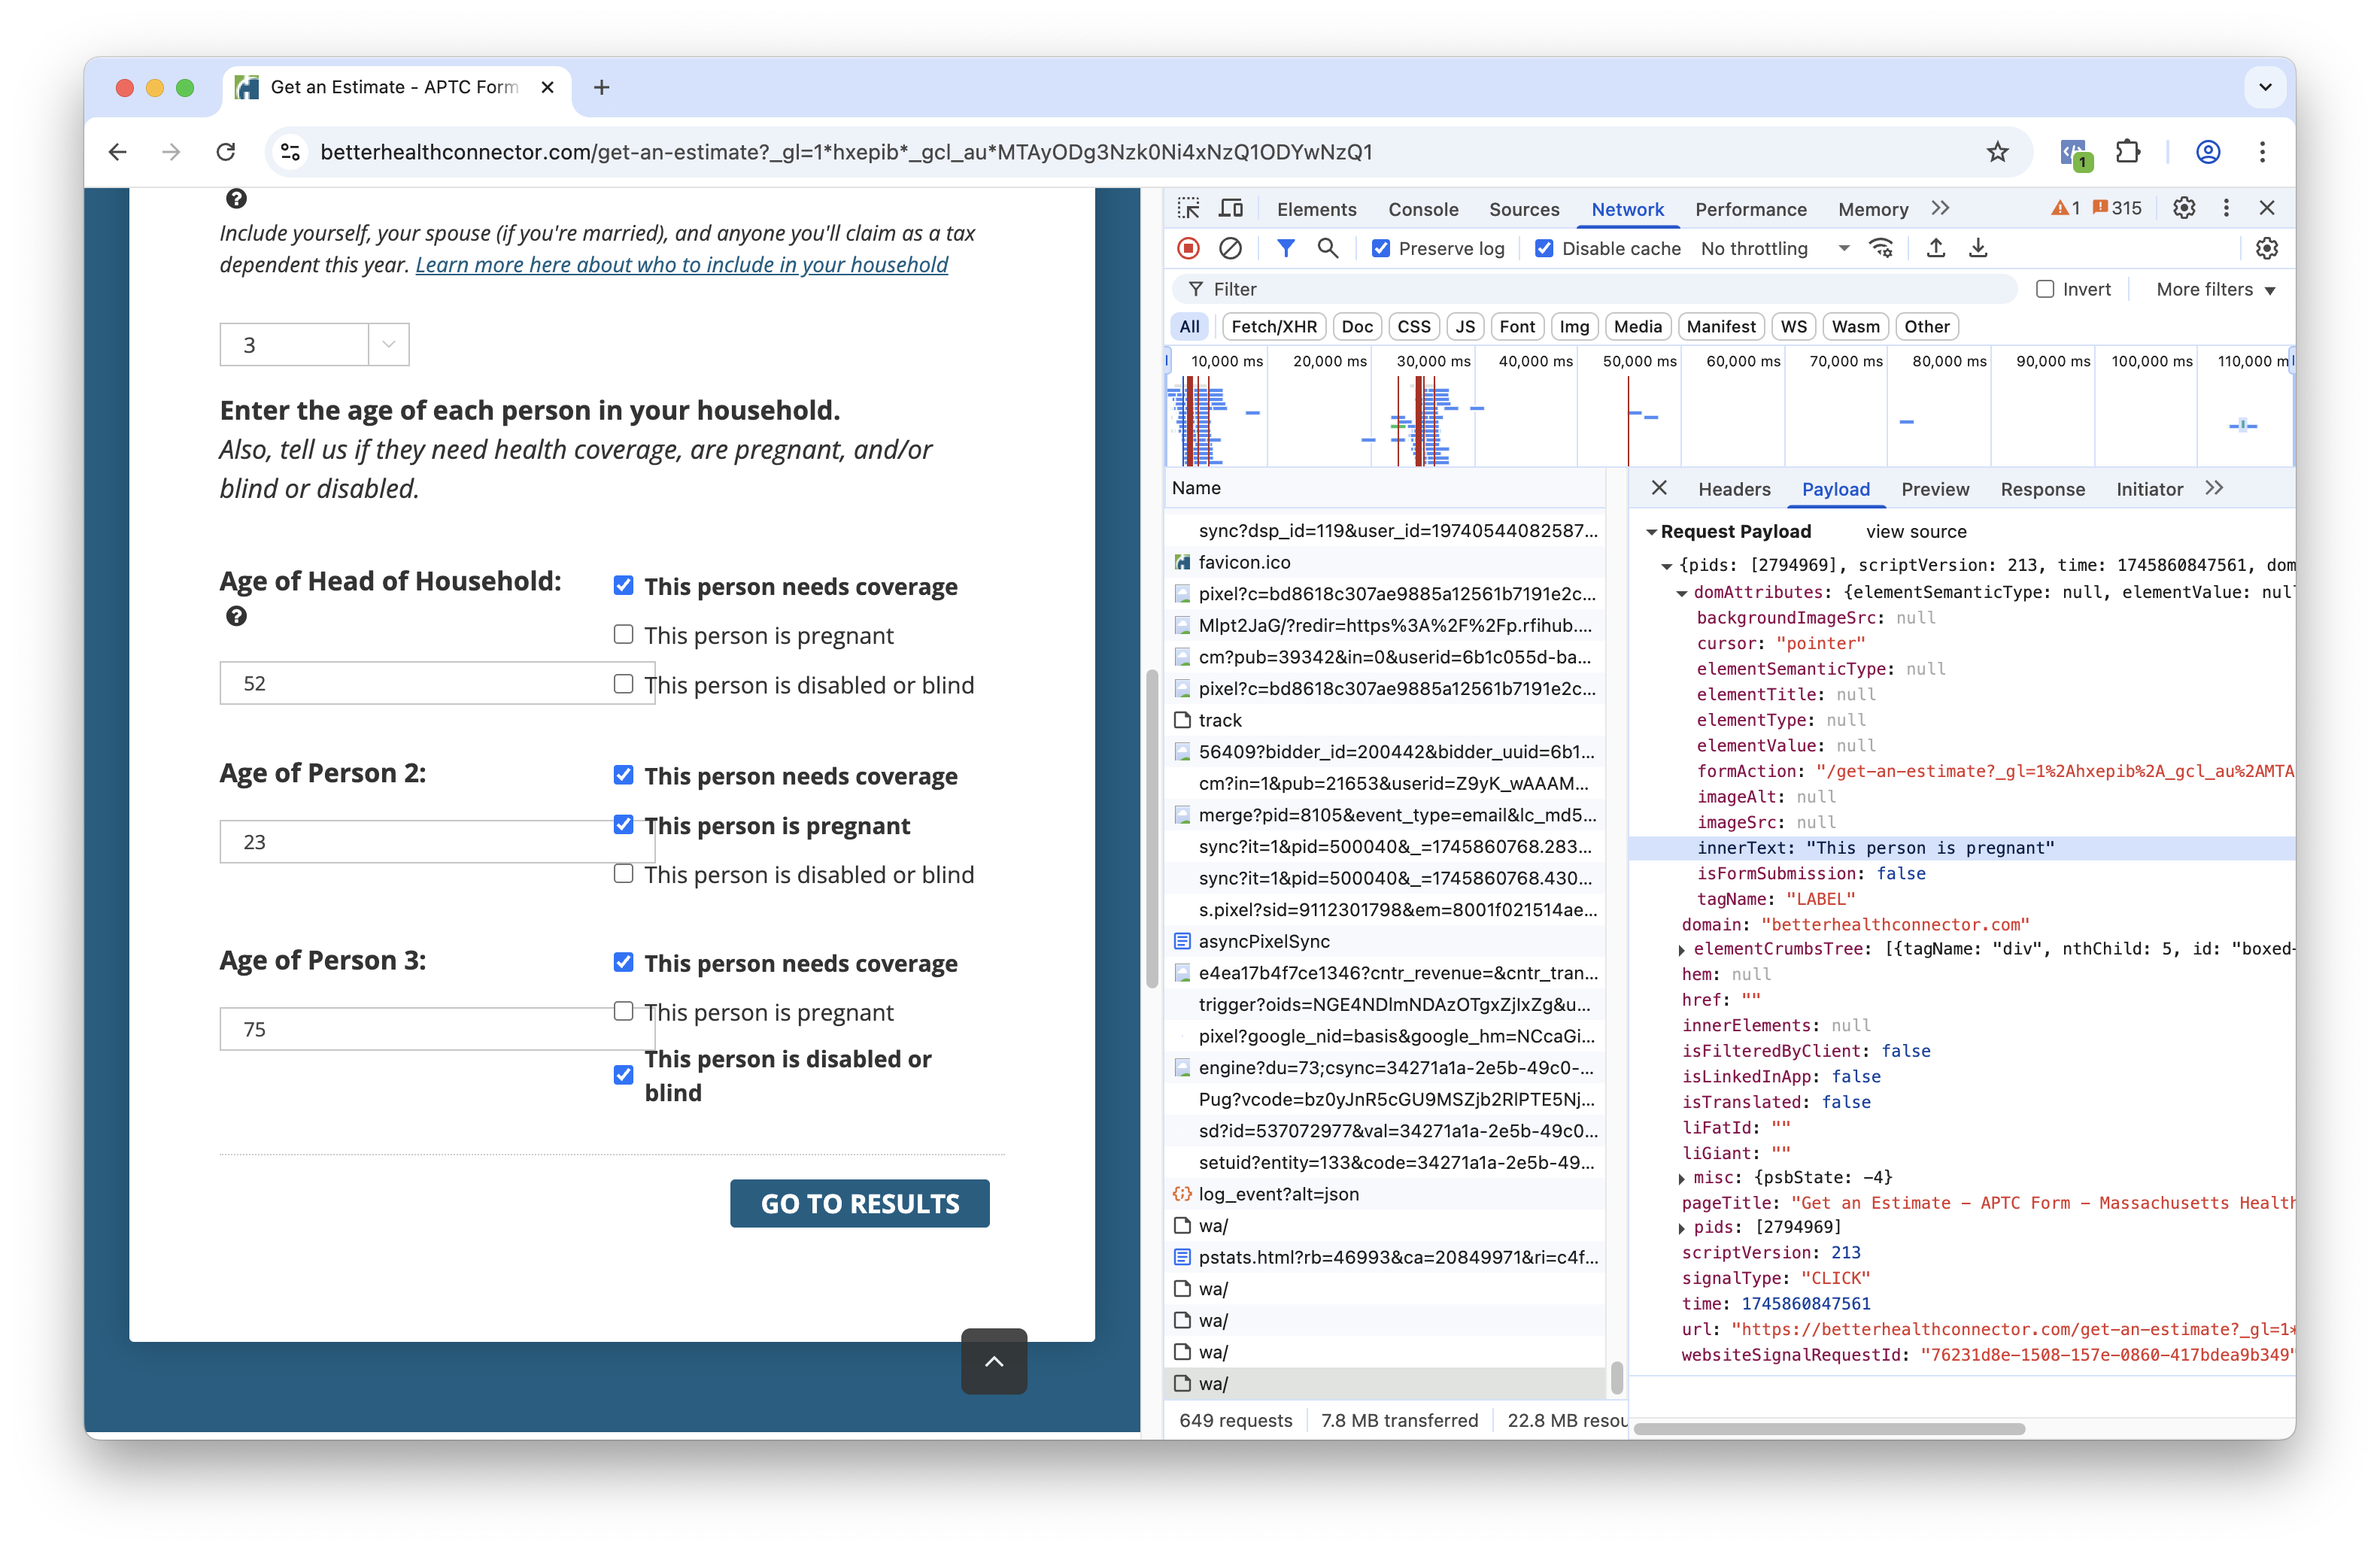 Get an Estimate - APTC Form
betterhealthconnector.com/get-an-estimate?_gl=1*hxepib*_gcl_au*MTAyODg3Nzk0Ni4xNzQ1ODYwNzQ1
1
?
Include yourself, your spouse (if you're married), and anyone you'll claim as a tax
dependent this year. Learn more here about who to include in your household
3
Enter the age of each person in your household.
Also, tell us if they need health coverage, are pregnant, and/or
blind or disabled.
Age of Head of Household:
?
This person needs coverage
This person is pregnant
52
This person is disabled or blind
Age of Person 2:
This person needs coverage
This person is pregnant
23
This person is disabled or blind
Age of Person 3:
This person needs coverage
This person is pregnant
75
This person is disabled or
blind
GO TO RESULTS
Elements Console Sources Network Performance Memory 1 315
Preserve log Disable cache No throttling
Filter Invert More filters
All Fetch/XHR Doc CSS JS Font Img Media Manifest WS Wasm Other
10,000 ms 20,000 ms 30,000 ms 40,000 ms 50,000 ms 60,000 ms 70,000 ms 80,000 ms 90,000 ms 100,000 ms 110,000 m
Name
sync?dsp_id=119&user_id=19740544082587...
favicon.ico
pixel?c=bd8618c307ae9885a12561b7191e2c...
MIpt2JaG/?redir=https%3A%2F%2Fp.rfihub....
cm?pub=39342&in=0&userid=6b1c055d-ba...
pixel?c=bd8618c307ae9885a12561b7191e2c...
track
56409?bidder_id=200442&bidder_uuid=6b1...
cm?in=1&pub=21653&userid=Z9yK_wAAAM...
merge?pid=8105&event_type=email&lc_md5...
sync?it=1&pid=500040&_=1745860768.283...
sync?it=1&pid=500040&_=1745860768.430...
s.pixel?sid=9112301798&em=8001f021514ae...
asyncPixelSync
e4ea17b4f7ce1346?cntr_revenue=&cntr_tran...
trigger?oids=NGE4NDlmNDAzOTgxZjIxZg&u...
pixel?google_nid=basis&google_hm=NCcaGi...
engine?du=73;csync=34271a1a-2e5b-49c0-...
Pug?vcode=bz0yJnR5cGU9MSZjb2RlPTE5Nj...
sd?id=537072977&val=34271a1a-2e5b-49c0...
setuid?entity=133&code=34271a1a-2e5b-49...
log_event?alt=json
wa/
pstats.html?rb=46993&ca=20849971&ri=c4f...
wa/
wa/
wa/
wa/
649 requests 7.8 MB transferred 22.8 MB resou
Headers Payload Preview Response Initiator
Request Payload view source
{pids: [2794969], scriptVersion: 213, time: 1745860847561, dom
domAttributes: {elementSemanticType: null, elementValue: nul
backgroundImageSrc: null
cursor: "pointer"
elementSemanticType: null
elementTitle: null
elementType: null
elementValue: null
formAction: "/get-an-estimate?_gl=1%2Ahxepib%2A_gcl_au%2AMTA
imageAlt: null
imageSrc: null
innerText: "This person is pregnant"
isFormSubmission: false
tagName: "LABEL"
domain: "betterhealthconnector.com"
elementCrumbsTree: [{tagName: "div", nthChild: 5, id: "boxed-
hem: null
href: ""
innerElements: null
isFilteredByClient: false
isLinkedInApp: false
isTranslated: false
liFatId: ""
liGiant: ""
misc: {psbState: -4}
pageTitle: "Get an Estimate – APTC Form – Massachusetts Health
pids: [2794969]
scriptVersion: 213
signalType: "CLICK"
time: 1745860847561
url: "https://betterhealthconnector.com/get-an-estimate?_gl=1*
websiteSignalRequestId: "76231d8e-1508-157e-0860-417bdea9b349"